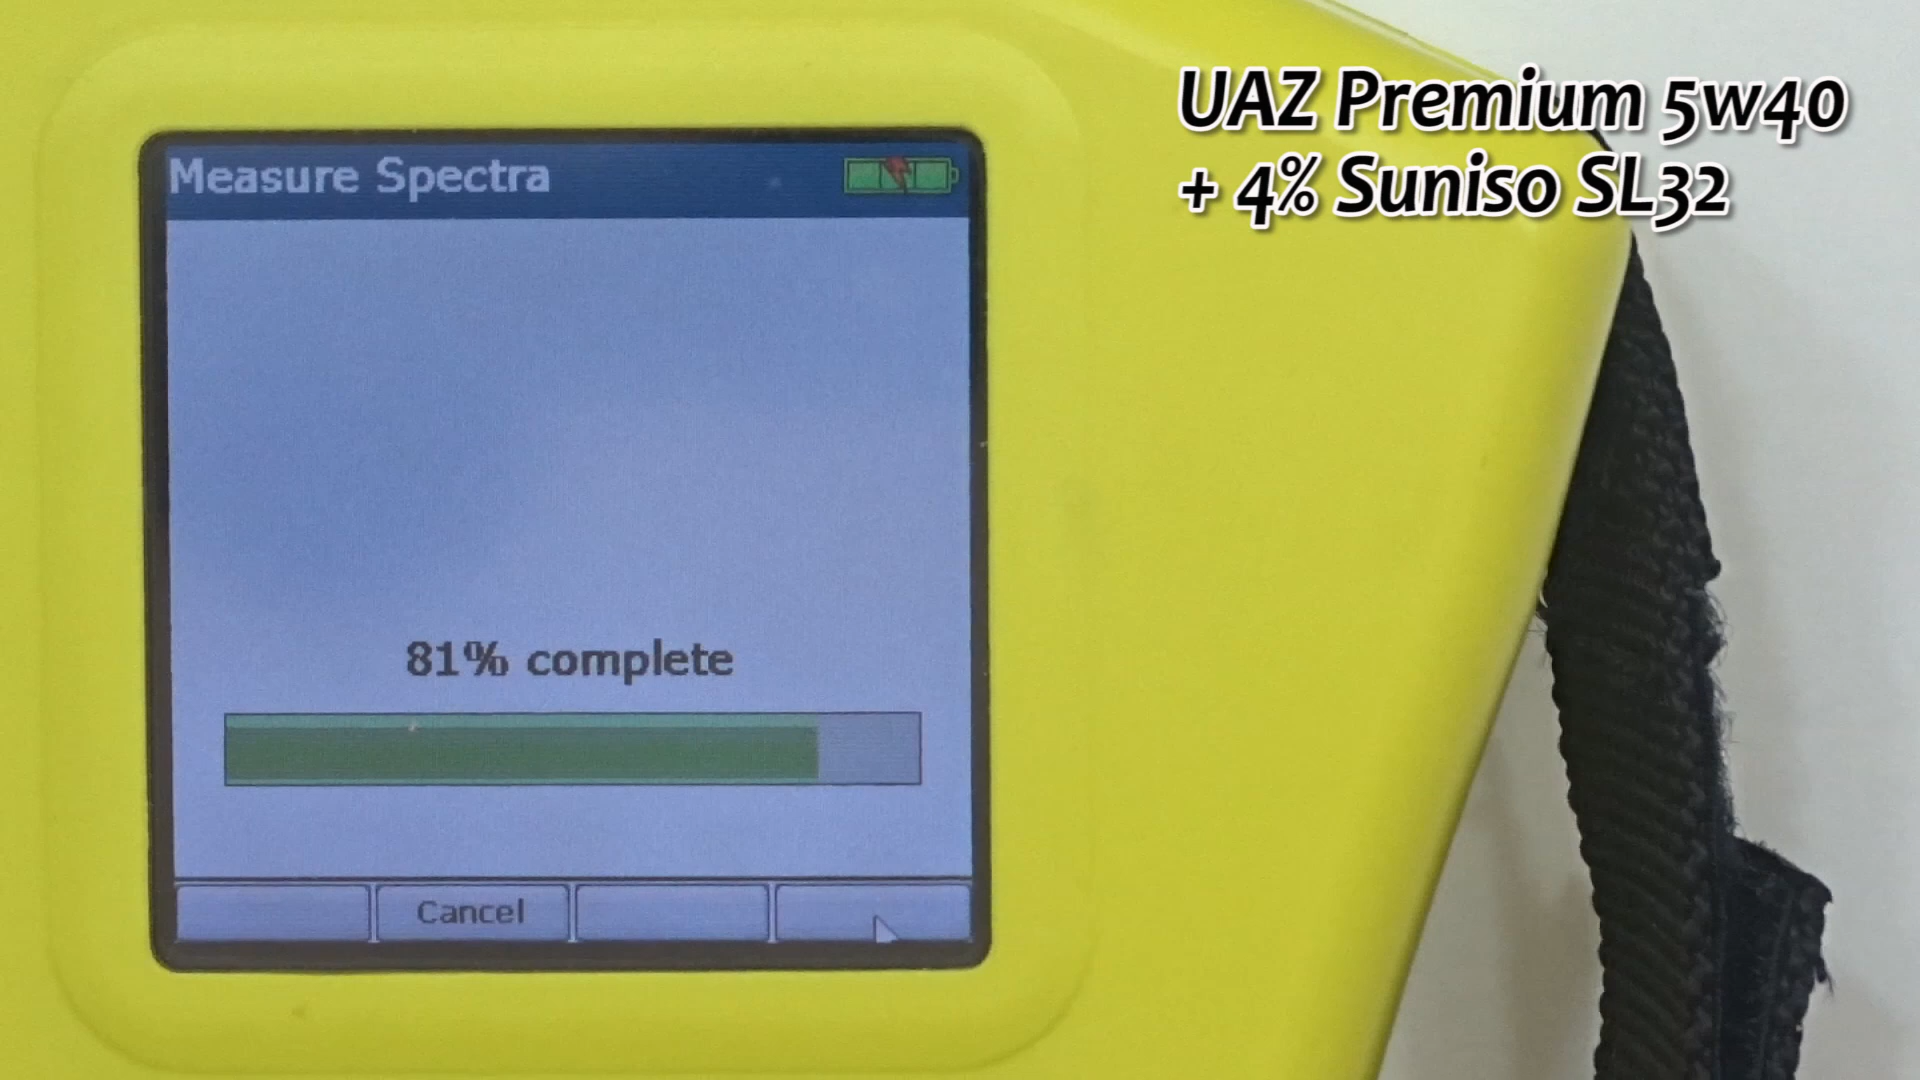 UAZ Premium 5w40
+ 4% Suniso SL32
Measure Spectra
81% complete
Cancel